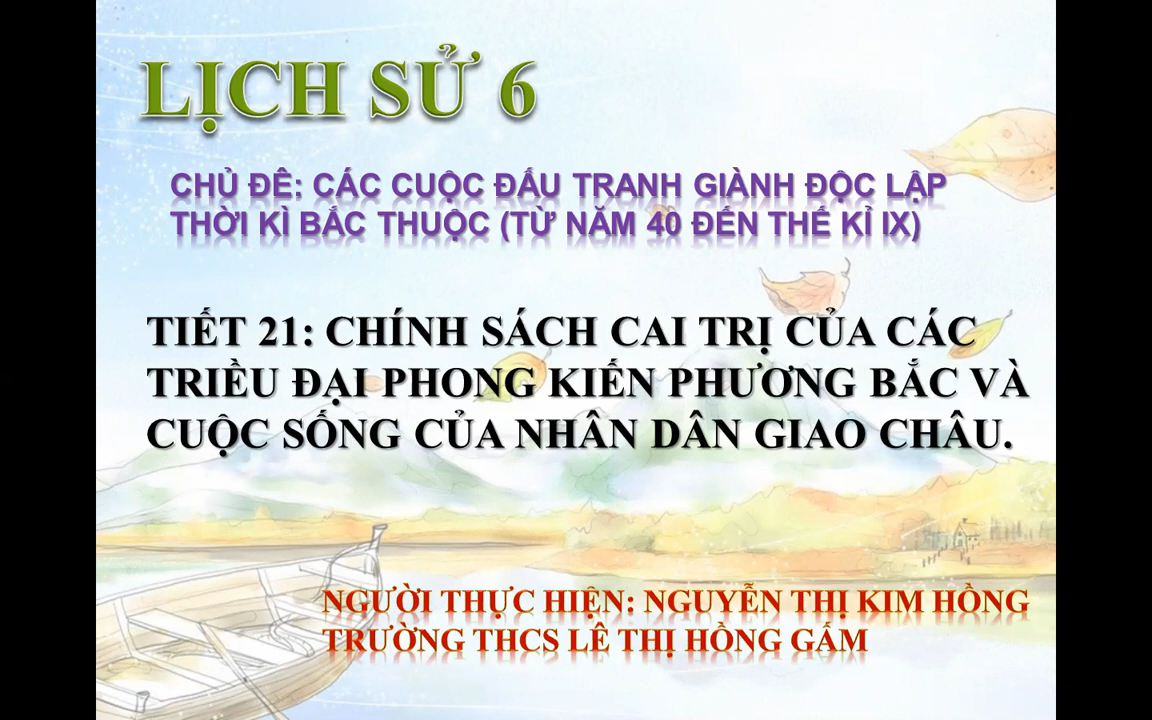 LỊCH SỬ 6
CHỦ ĐÊ: CÁC CUỘC ĐẤU TRANH GIÀNH ĐỘC LẬP
THỜI KÌ BẮC THUỘC (TỪ NĂM 40 ĐẾN THẾ KỈ IX)
TIẾT 21: CHÍNH SÁCH CAI TRỊ CỦA CÁC
TRIỀU ĐẠI PHONG KIẾN PHƯƠNG BẮC VÀ
CUỘC SỐNG CỦA NHÂN DÂN GIAO CHÂU.
NGƯỜI THỰC HIỆN: NGUYỄN THỊ KIM HỒNG
TRƯỜNG THCS LÊ THỊ HỒNG GẤM